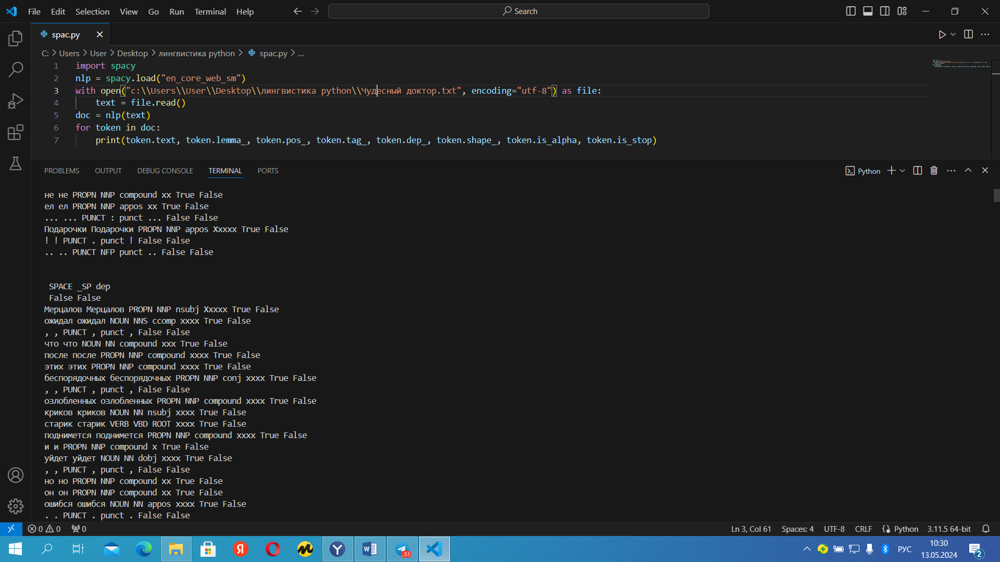 File Edit Selection View Go Run Terminal Help
Search
spac.py
C: > Users > User > Desktop > лингвистика python > spac.py > ...
1 import spacy
2 nlp = spacy.load("en_core_web_sm")
3 with open("c:\\Users\\User\\Desktop\\лингвистика python\\Чудесный доктор.txt", encoding="utf-8") as file:
4     text = file.read()
5 doc = nlp(text)
6 for token in doc:
7     print(token.text, token.lemma_, token.pos_, token.tag_, token.dep_, token.shape_, token.is_alpha, token.is_stop)
PROBLEMS OUTPUT DEBUG CONSOLE TERMINAL PORTS
Python
не не PROPN NNP compound xx True False
ел ел PROPN NNP appos xx True False
... ... PUNCT : punct ... False False
Подарочки Подарочки PROPN NNP appos Xxxxx True False
! ! PUNCT . punct ! False False
.. .. PUNCT NFP punct .. False False
SPACE _SP dep
False False
Мерцалов Мерцалов PROPN NNP nsubj Xxxxx True False
ожидал ожидал NOUN NNS ccomp xxxx True False
, , PUNCT , punct , False False
что что NOUN NN compound xxx True False
после после PROPN NNP compound xxxx True False
этих этих PROPN NNP compound xxxx True False
беспорядочных беспорядочных PROPN NNP conj xxxx True False
, , PUNCT , punct , False False
озлобленных озлобленных PROPN NNP compound xxxx True False
криков криков NOUN NN nsubj xxxx True False
старик старик VERB VBD ROOT xxxx True False
поднимется поднимется PROPN NNP compound xxxx True False
и и PROPN NNP compound x True False
уйдет уйдет NOUN NN dobj xxxx True False
, , PUNCT , punct , False False
но но PROPN NNP compound xx True False
он он PROPN NNP compound xx True False
ошибся ошибся NOUN NN appos xxxx True False
. . PUNCT . punct . False False
0 0 0 Ln 3, Col 61 Spaces: 4 UTF-8 CRLF Python 3.11.5 64-bit
Я
Y
W
..51
РУС
10:30
13.05.2024
2